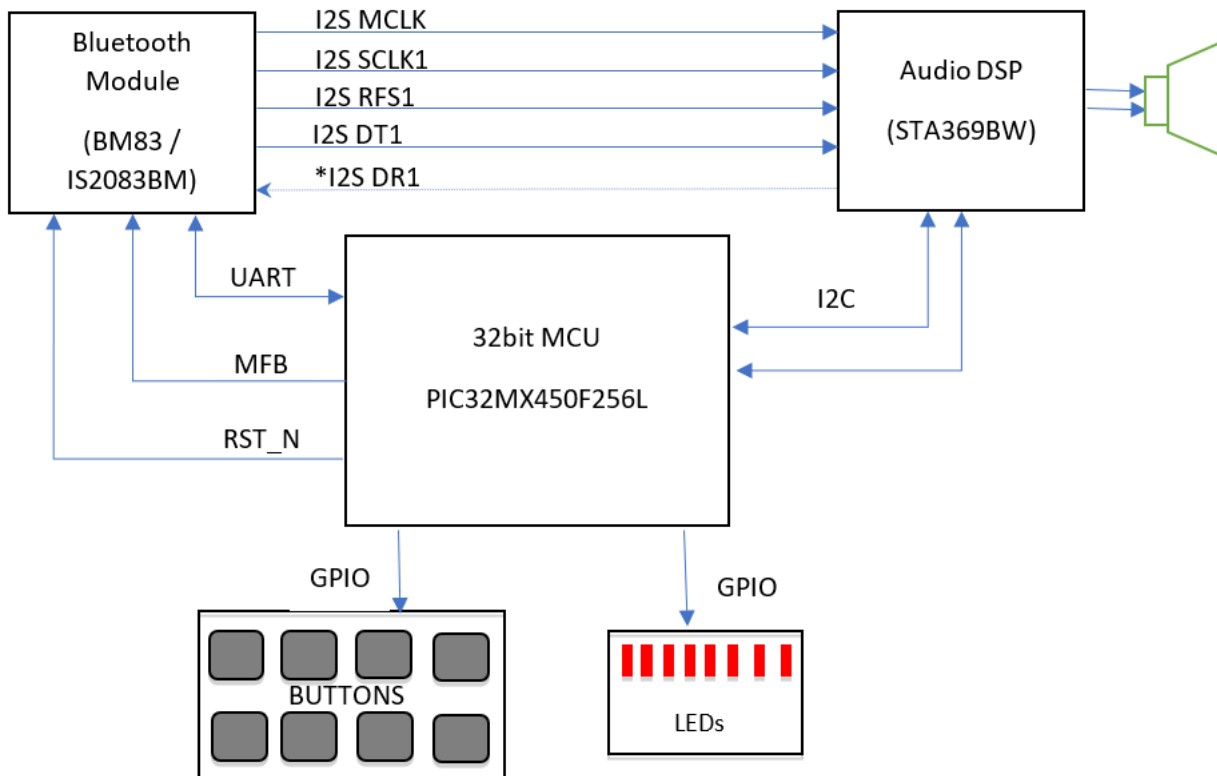 Bluetooth
Module
(BM83 /
IS2083BM)
I2S MCLK
I2S SCLK1
I2S RFS1
I2S DT1
*I2S DR1
Audio DSP
(STA369BW)
UART
MFB
RST_N
32bit MCU
PIC32MX450F256L
I2C
GPIO
GPIO
BUTTONS
LEDs